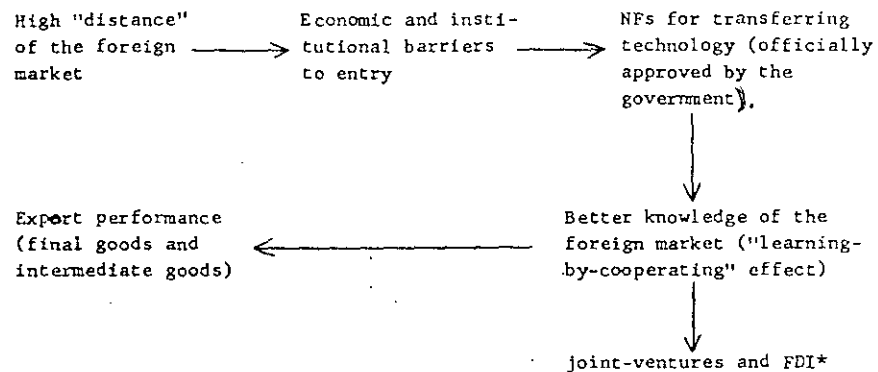 High "distance"
of the foreign
market
Economic and insti-
tutional barriers
to entry
NFs for transferring
technology (officially
approved by the
government).
Better knowledge of the
foreign market ("learning-
by-cooperating" effect)
Export performance
(final goods and
intermediate goods)
joint-ventures and FDI*